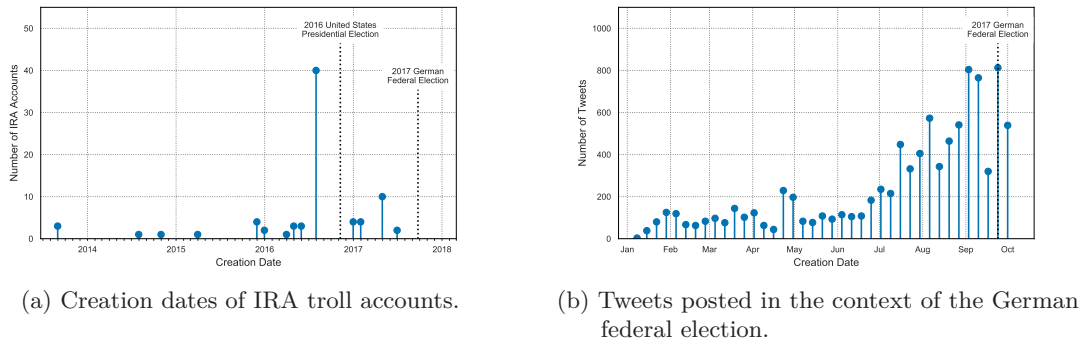 50
40
30
20
10
0
Number of IRA Accounts
2016 United States
Presidential Election
2017 German
Federal Election
2014
2015
2016
2017
2018
Creation Date
(a) Creation dates of IRA troll accounts.
1000
800
600
400
200
0
Number of Tweets
2017 German
Federal Election
Jan
Feb
Mar
Apr
May
Jun
Jul
Aug
Sep
Oct
Creation Date
(b) Tweets posted in the context of the German
federal election.